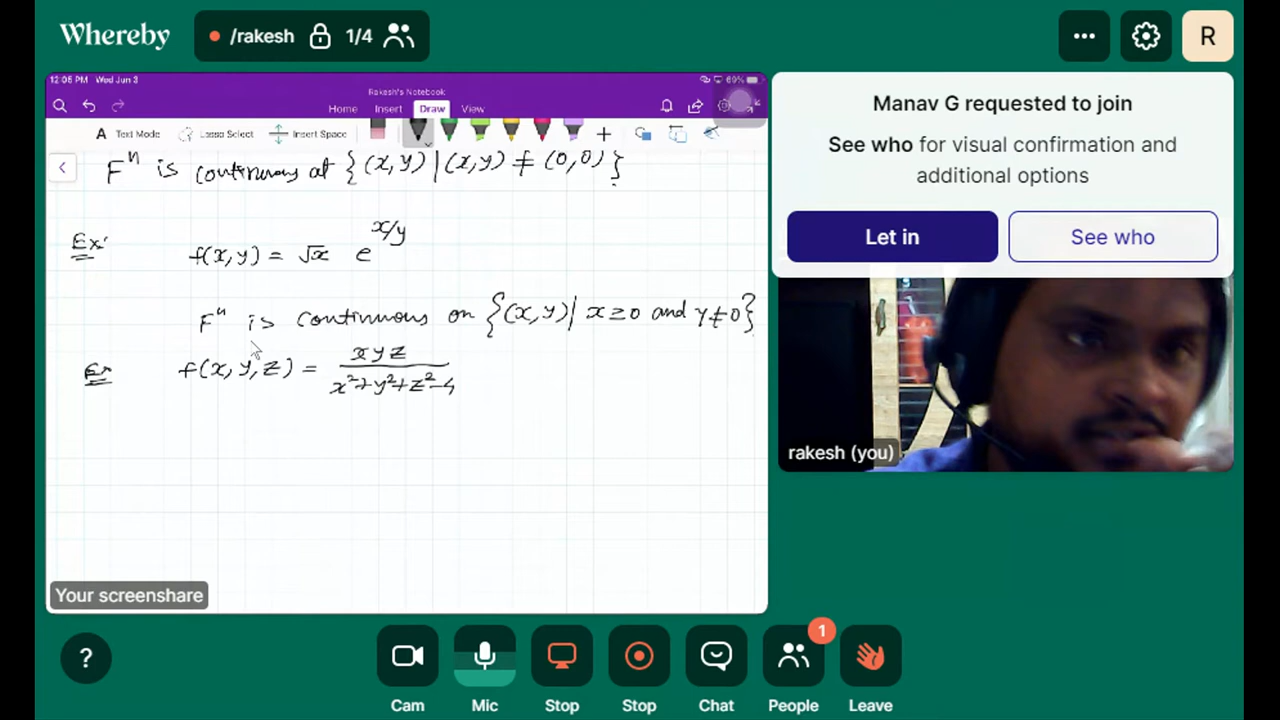 Whereby
/rakesh 1/4
R
12:05 PM Wed Jun 3
69%
Rakesh's Notebook
Home Insert Draw View
Text Mode Lasso Select Insert Space
Fⁿ is continuous at {(x,y) | (x,y) ≠ (0,0)}
Ex:
f(x,y) = √x e^{x/y}
Fⁿ is continuous on {(x,y) | x≥0 and y≠0}
Ex
f(x,y,z) = xyz / (x²+y²+z²-4)
Your screenshare
Manav G requested to join
See who for visual confirmation and
additional options
Let in See who
rakesh (you)
?
1
Cam Mic Stop Stop Chat People Leave